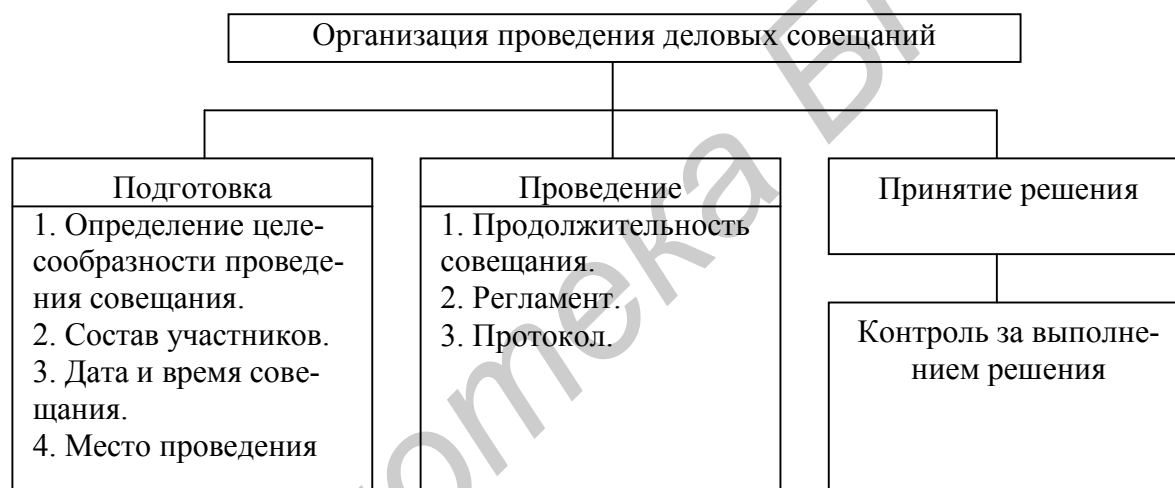 Организация проведения деловых совещаний
Подготовка
1. Определение целе-
сообразности проведе-
ния совещания.
2. Состав участников.
3. Дата и время сове-
щания.
4. Место проведения
Проведение
1. Продолжительность
совещания.
2. Регламент.
3. Протокол.
Принятие решения
Контроль за выполне-
нием решения